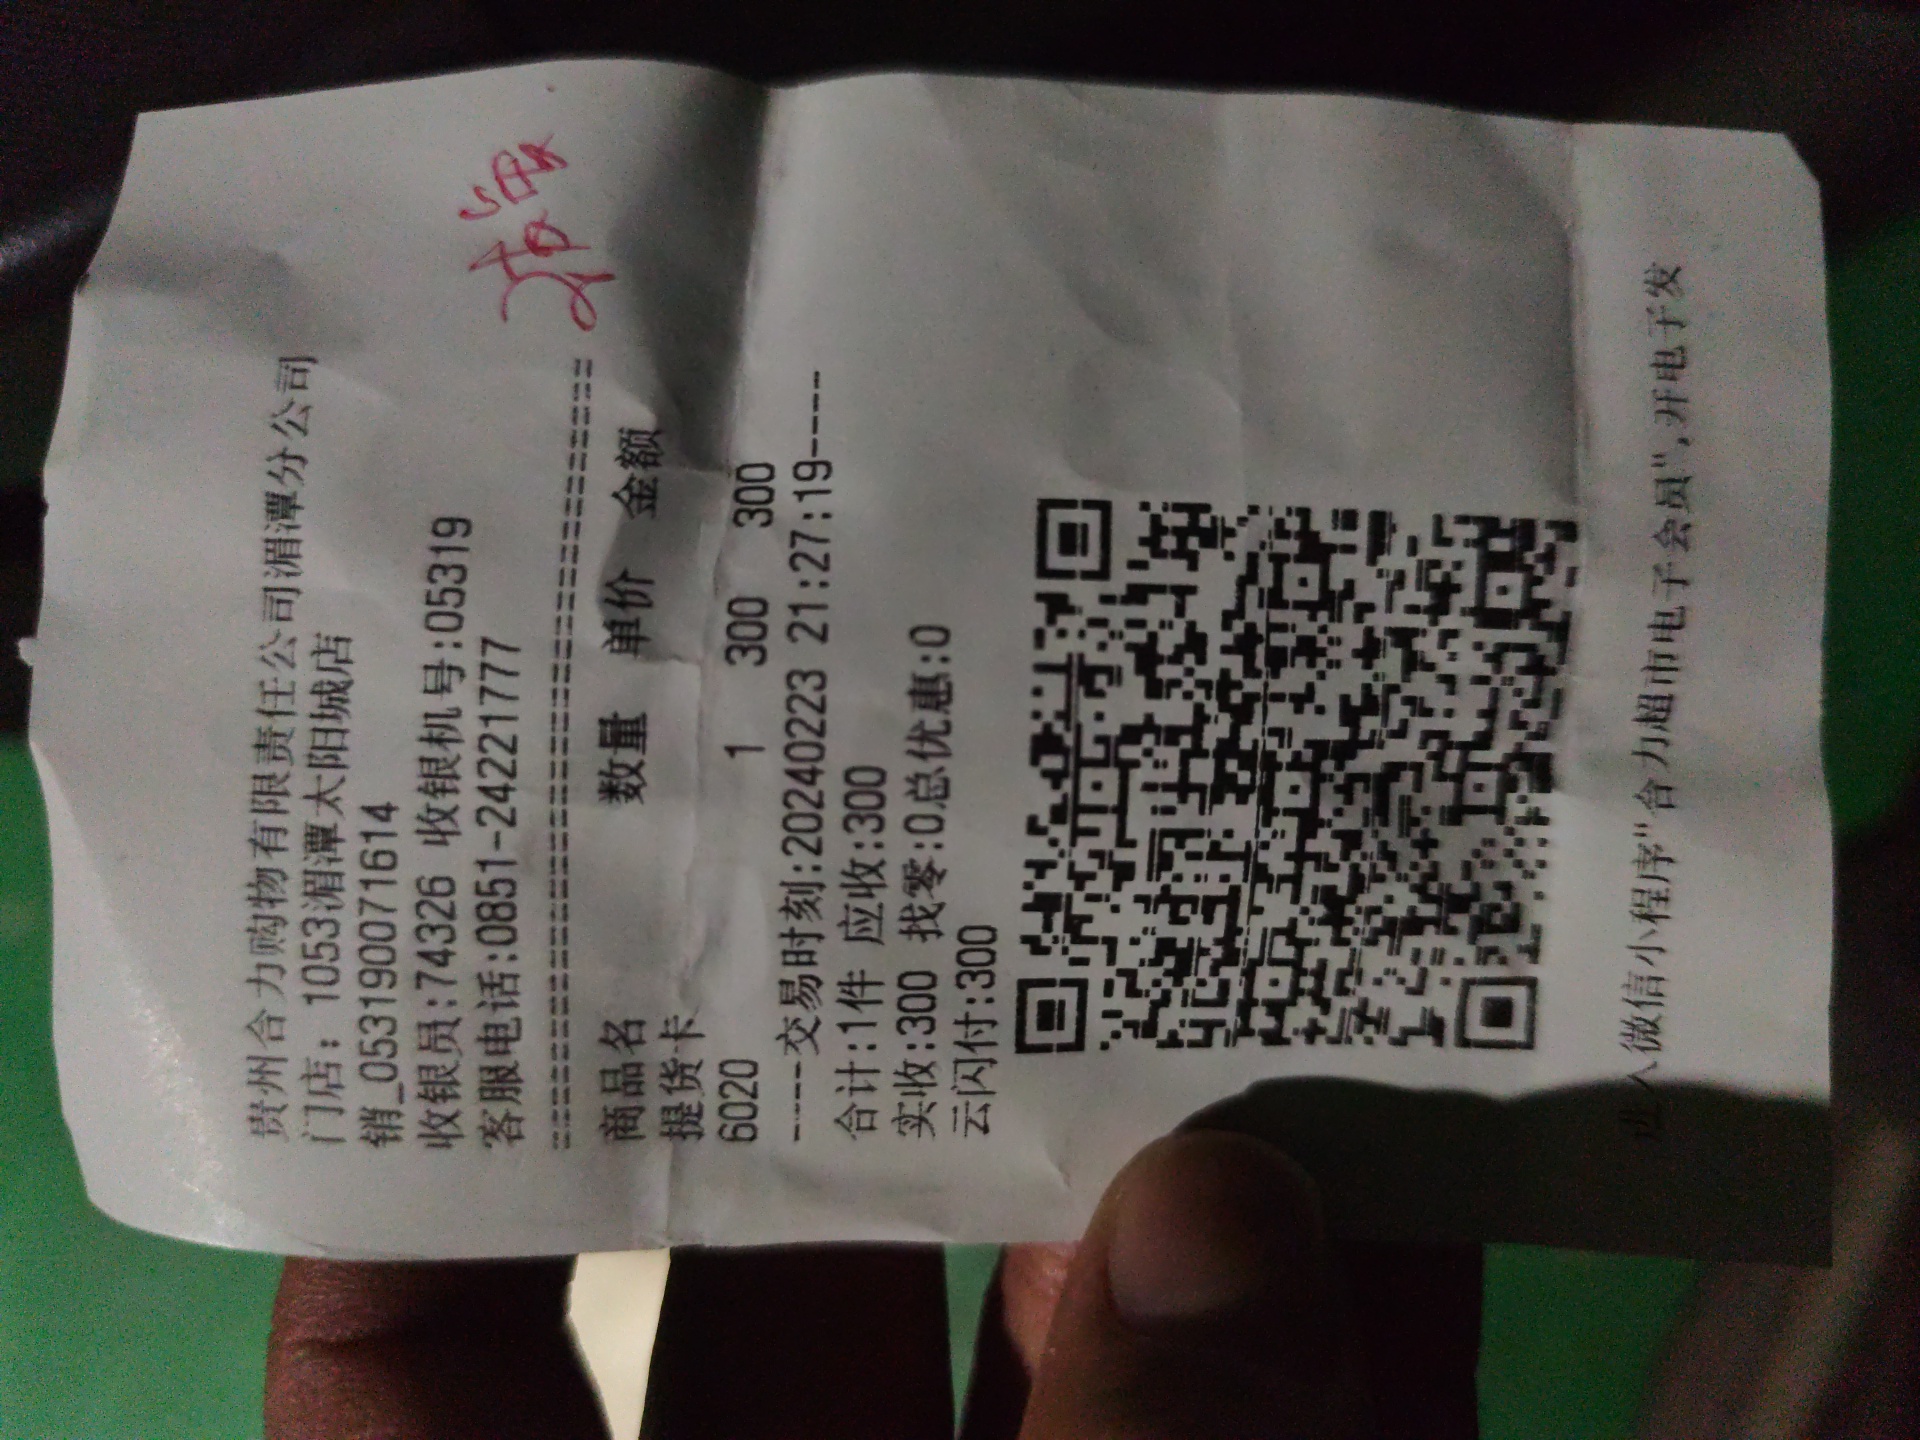 贵州合力购物有限责任公司湄潭分公司
门店: 1053湄潭太阳城店
销_053190071614
收银员:74326 收银机号:05319
客服电话:0851-24221777
商品名 数量 单价 金额
提货卡
6020 1 300 300
-----交易时刻:20240223 21:27:19-----
合计:1件 应收:300
实收:300 找零:0总优惠:0
云闪付:300
进入微信小程序"合力超市电子会员",开电子发